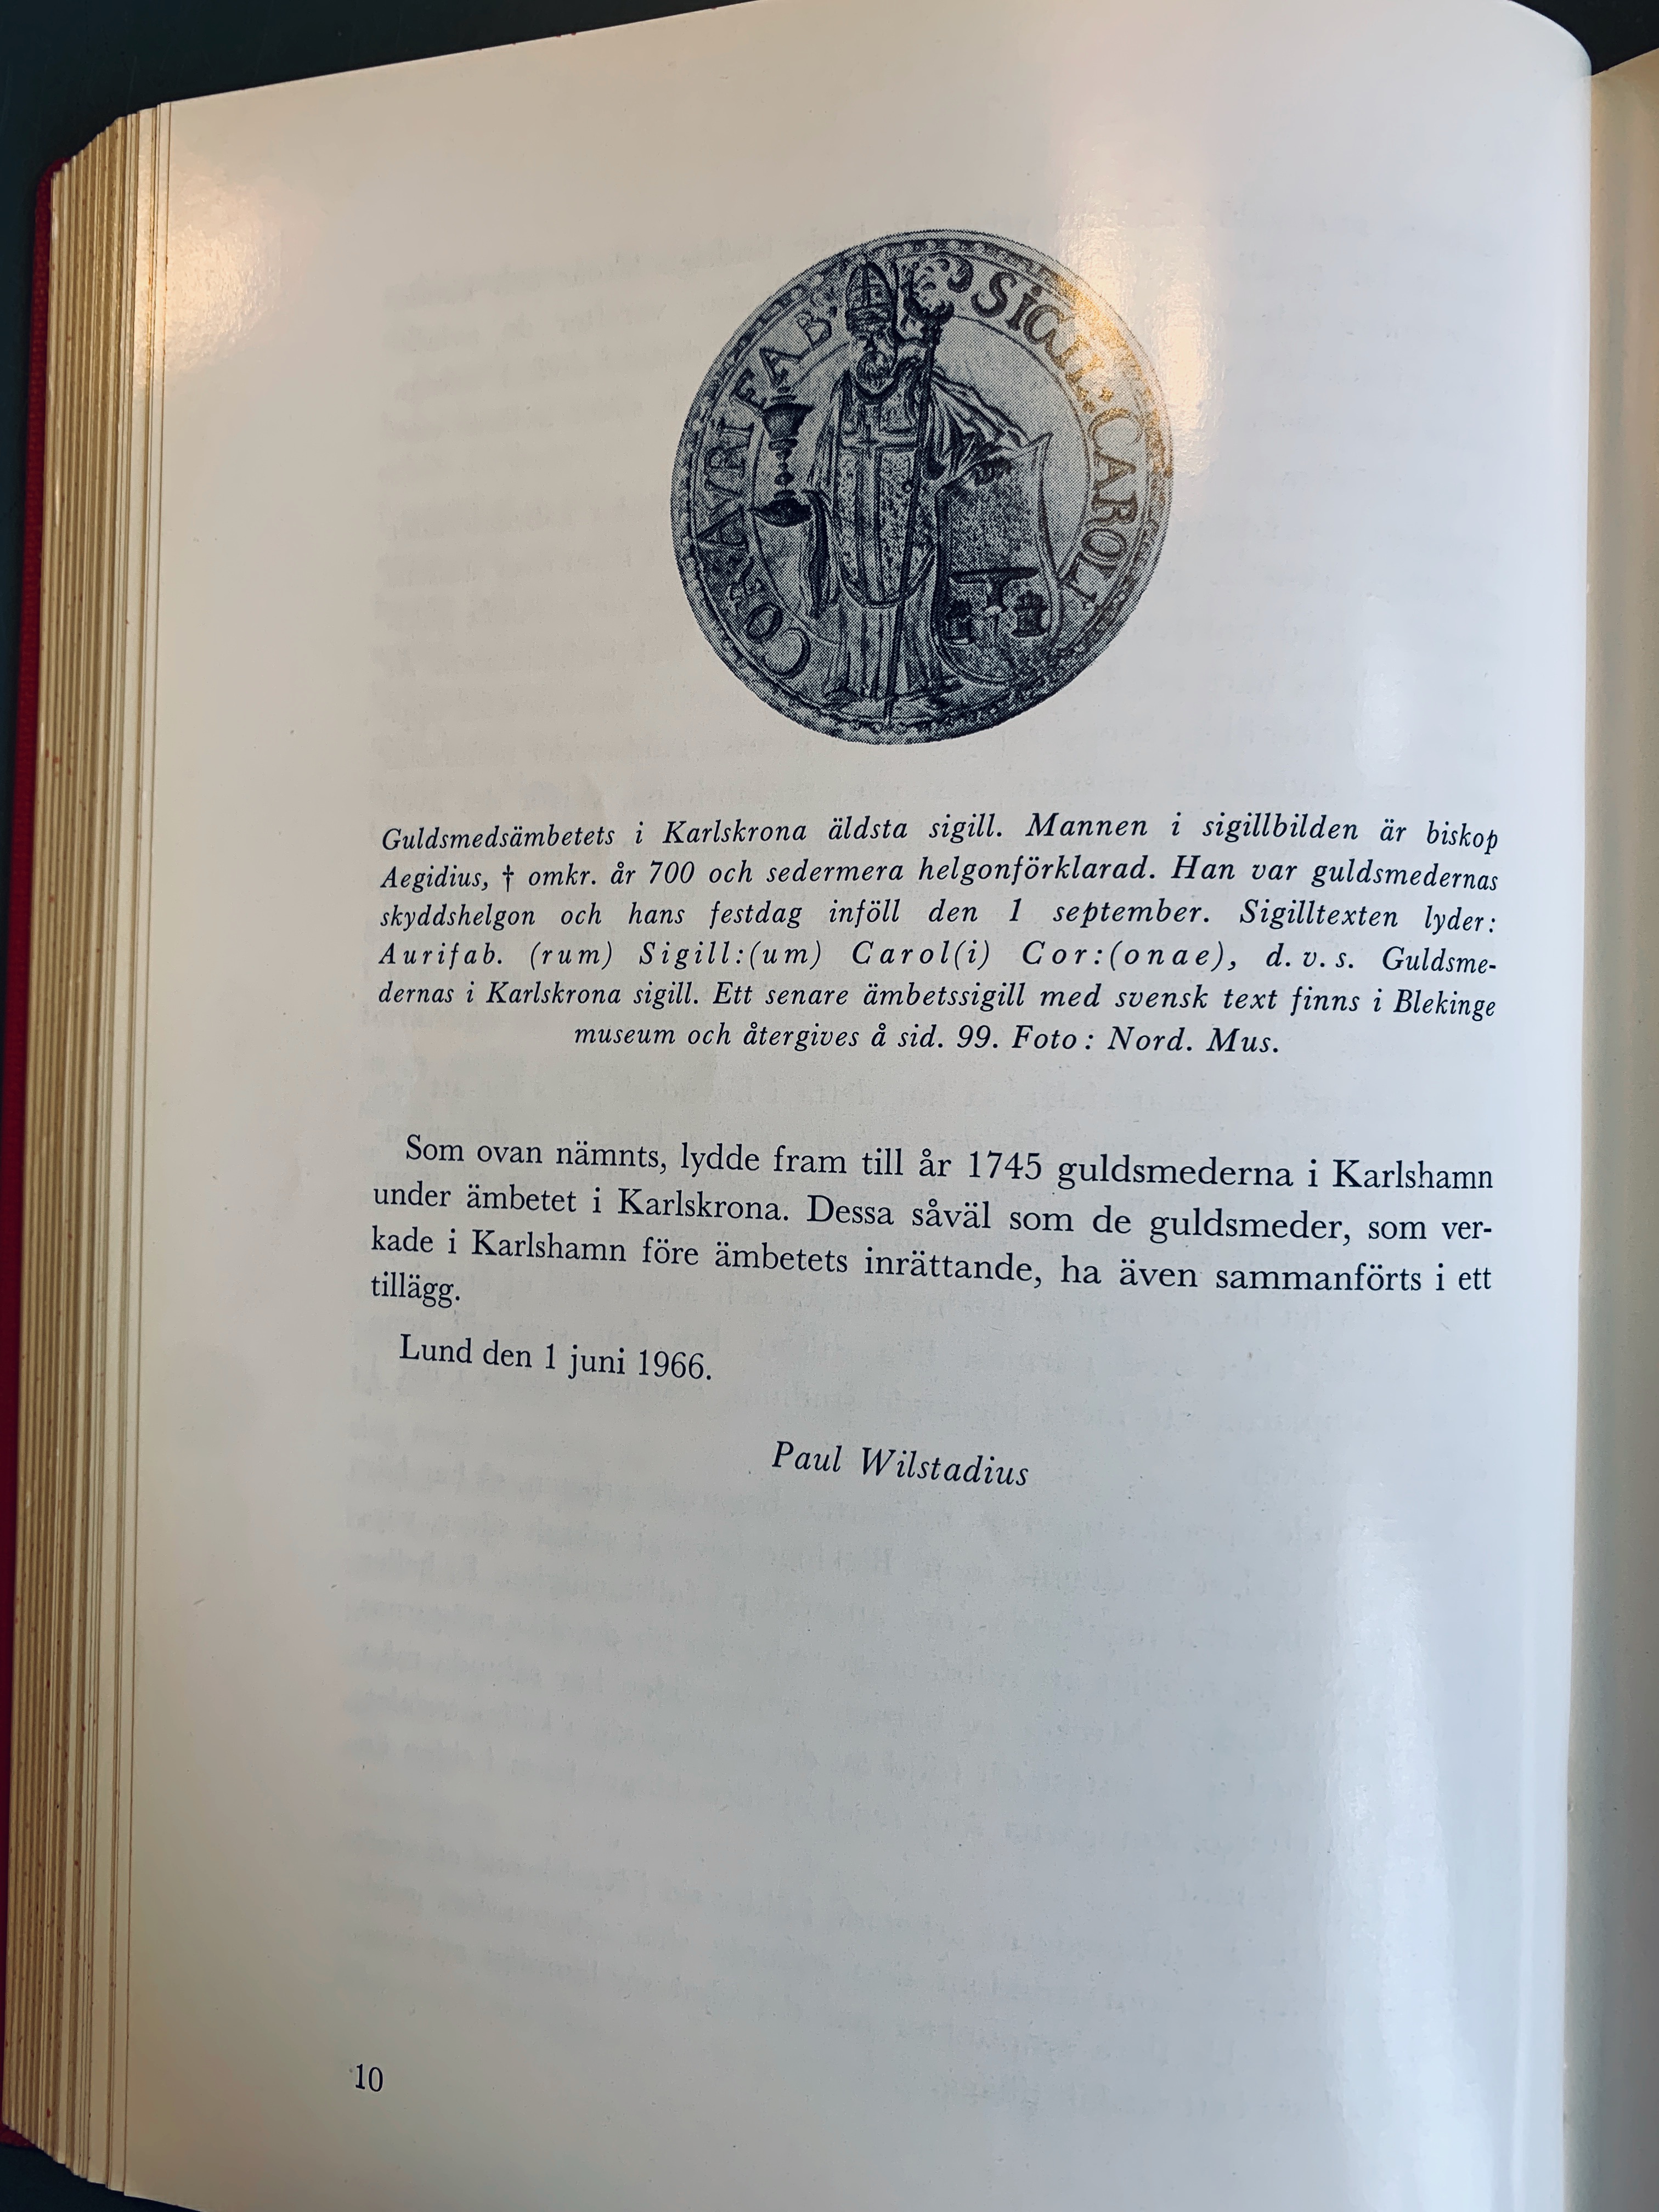 COR: AVRIFAB: SIGILL: CAROL:
Guldsmedsämbetets i Karlskrona äldsta sigill. Mannen i sigillbilden är biskop
Aegidius, † omkr. år 700 och sedermera helgonförklarad. Han var guldsmedernas
skyddshelgon och hans festdag inföll den 1 september. Sigilltexten lyder:
Aurifab. (rum) Sigill:(um) Carol(i) Cor:(onae), d. v. s. Guldsme-
dernas i Karlskrona sigill. Ett senare ämbetssigill med svensk text finns i Blekinge
museum och återgives å sid. 99. Foto: Nord. Mus.
Som ovan nämnts, lydde fram till år 1745 guldsmederna i Karlshamn
under ämbetet i Karlskrona. Dessa såväl som de guldsmeder, som ver-
kade i Karlshamn före ämbetets inrättande, ha även sammanförts i ett
tillägg.
Lund den 1 juni 1966.
Paul Wilstadius
10